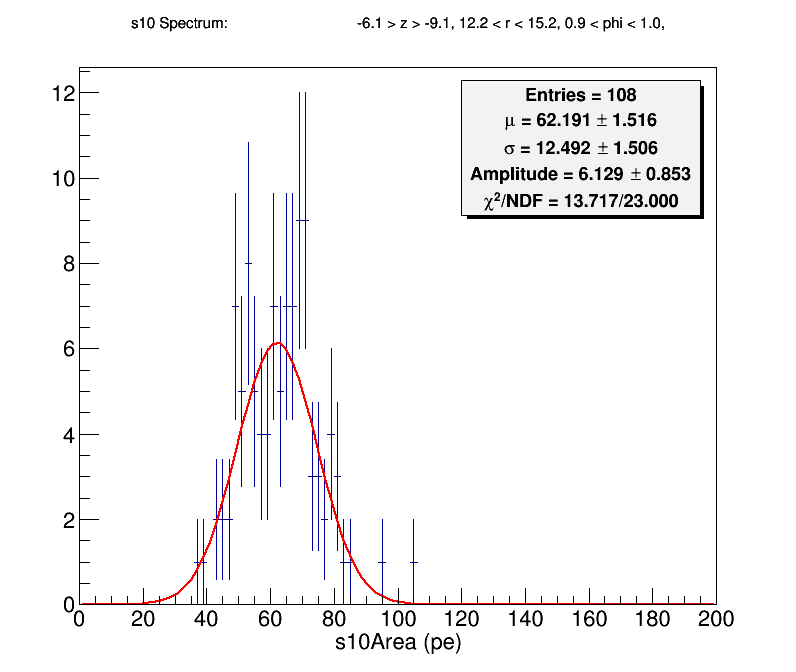 s10 Spectrum: -6.1 > z > -9.1, 12.2 < r < 15.2, 0.9 < phi < 1.0,
Entries = 108
μ = 62.191 ± 1.516
σ = 12.492 ± 1.506
Amplitude = 6.129 ± 0.853
χ²/NDF = 13.717/23.000
12
10
8
6
4
2
0
0 20 40 60 80 100 120 140 160 180 200
s10Area (pe)